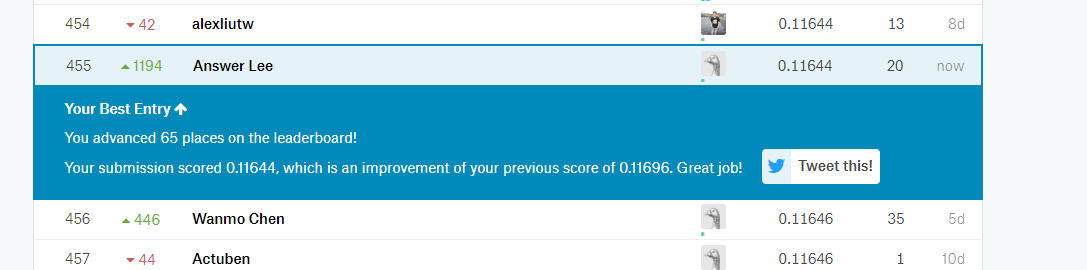 454 42 alexliutw 0.11644 13 8d
455 1194 Answer Lee 0.11644 20 now
Your Best Entry
You advanced 65 places on the leaderboard!
Your submission scored 0.11644, which is an improvement of your previous score of 0.11696. Great job! Tweet this!
456 446 Wanmo Chen 0.11646 35 5d
457 44 Actuben 0.11646 1 10d